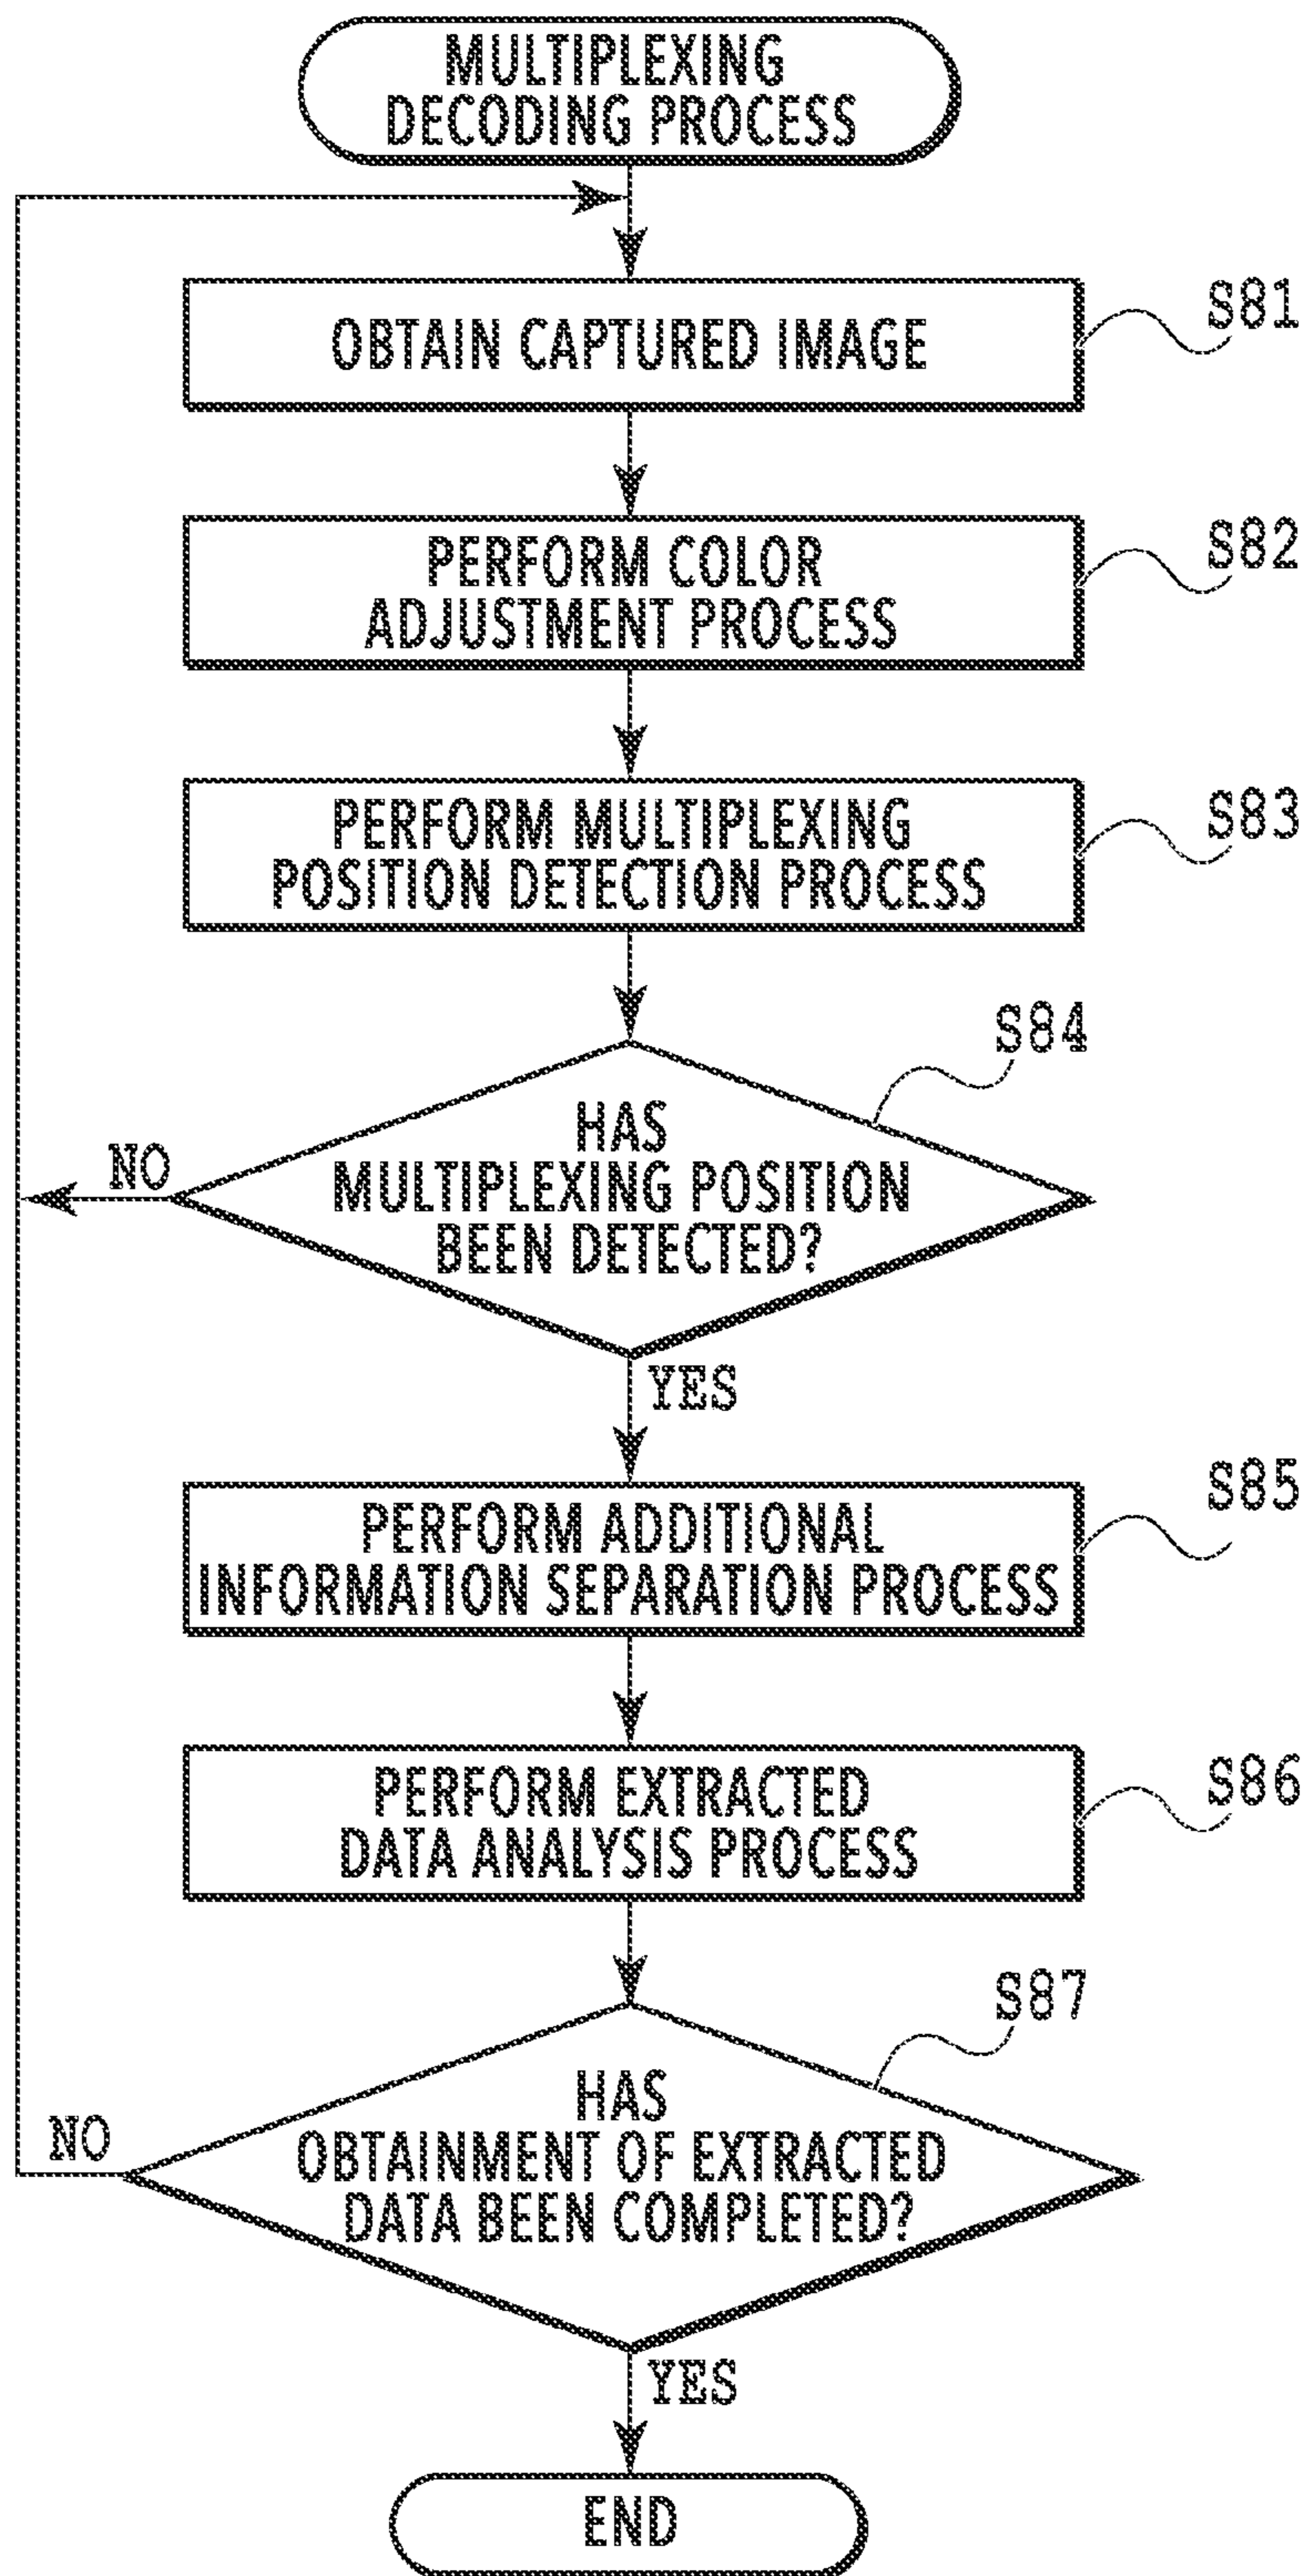 MULTIPLEXING
DECODING PROCESS
OBTAIN CAPTURED IMAGE
S81
PERFORM COLOR
ADJUSTMENT PROCESS
S82
PERFORM MULTIPLEXING
POSITION DETECTION PROCESS
S83
S84
HAS
MULTIPLEXING POSITION
BEEN DETECTED?
NO
YES
PERFORM ADDITIONAL
INFORMATION SEPARATION PROCESS
S85
PERFORM EXTRACTED
DATA ANALYSIS PROCESS
S86
S87
HAS
OBTAINMENT OF EXTRACTED
DATA BEEN COMPLETED?
NO
YES
END